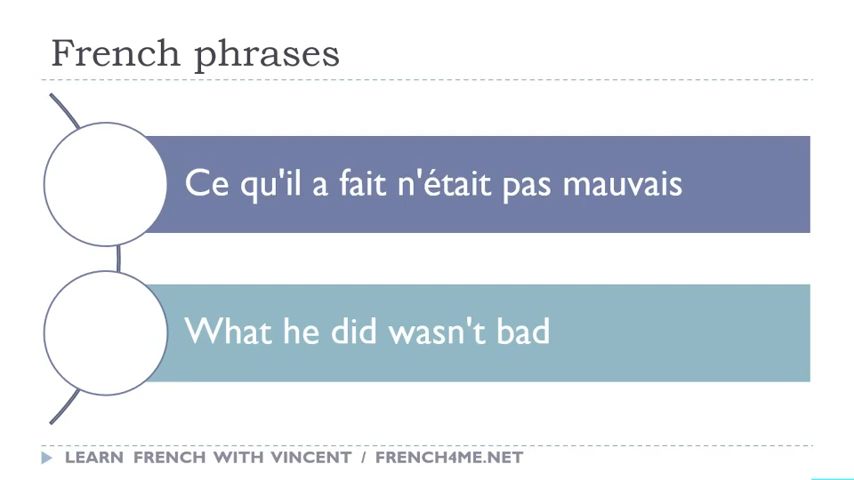 French phrases
Ce qu'il a fait n'était pas mauvais
What he did wasn't bad
LEARN FRENCH WITH VINCENT / FRENCH4ME.NET